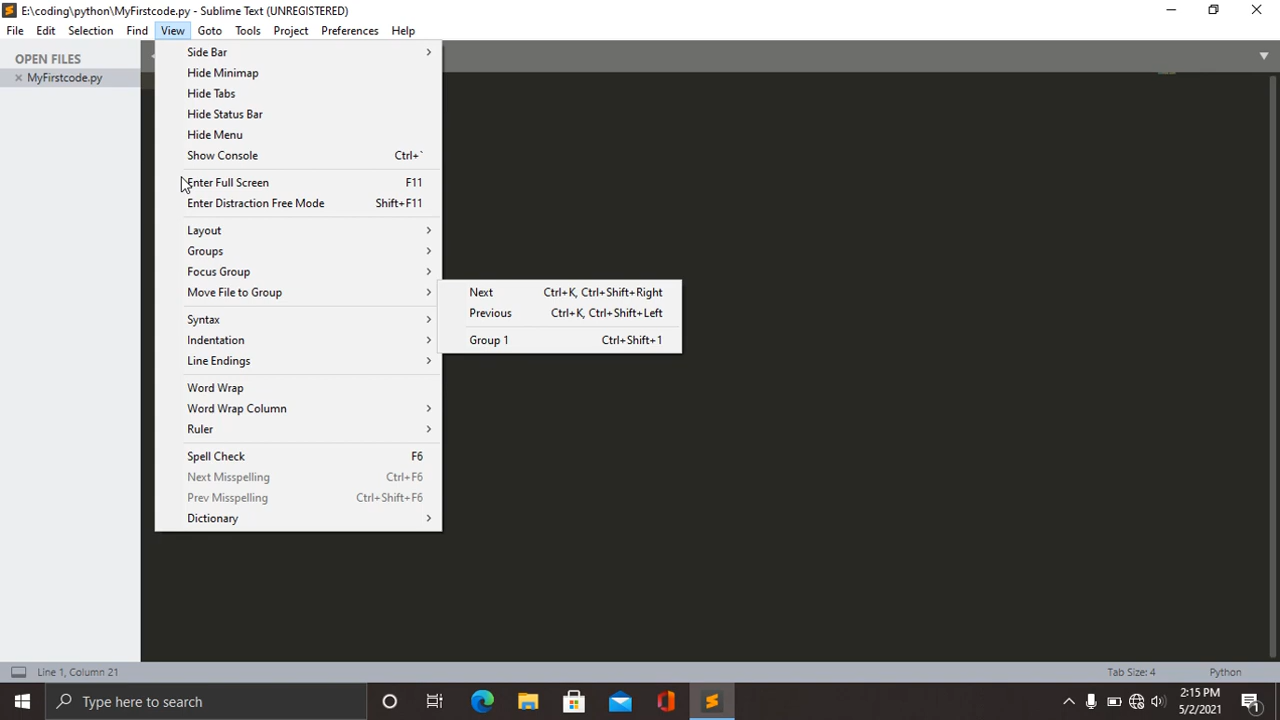 E:\coding\python\MyFirstcode.py - Sublime Text (UNREGISTERED)
File Edit Selection Find View Goto Tools Project Preferences Help
OPEN FILES
MyFirstcode.py
Side Bar
Hide Minimap
Hide Tabs
Hide Status Bar
Hide Menu
Show Console Ctrl+`
Enter Full Screen F11
Enter Distraction Free Mode Shift+F11
Layout
Groups
Focus Group
Move File to Group
Syntax
Indentation
Line Endings
Word Wrap
Word Wrap Column
Ruler
Spell Check F6
Next Misspelling Ctrl+F6
Prev Misspelling Ctrl+Shift+F6
Dictionary
Next Ctrl+K, Ctrl+Shift+Right
Previous Ctrl+K, Ctrl+Shift+Left
Group 1 Ctrl+Shift+1
Line 1, Column 21 Tab Size: 4 Python
Type here to search
2:15 PM
5/2/2021
1